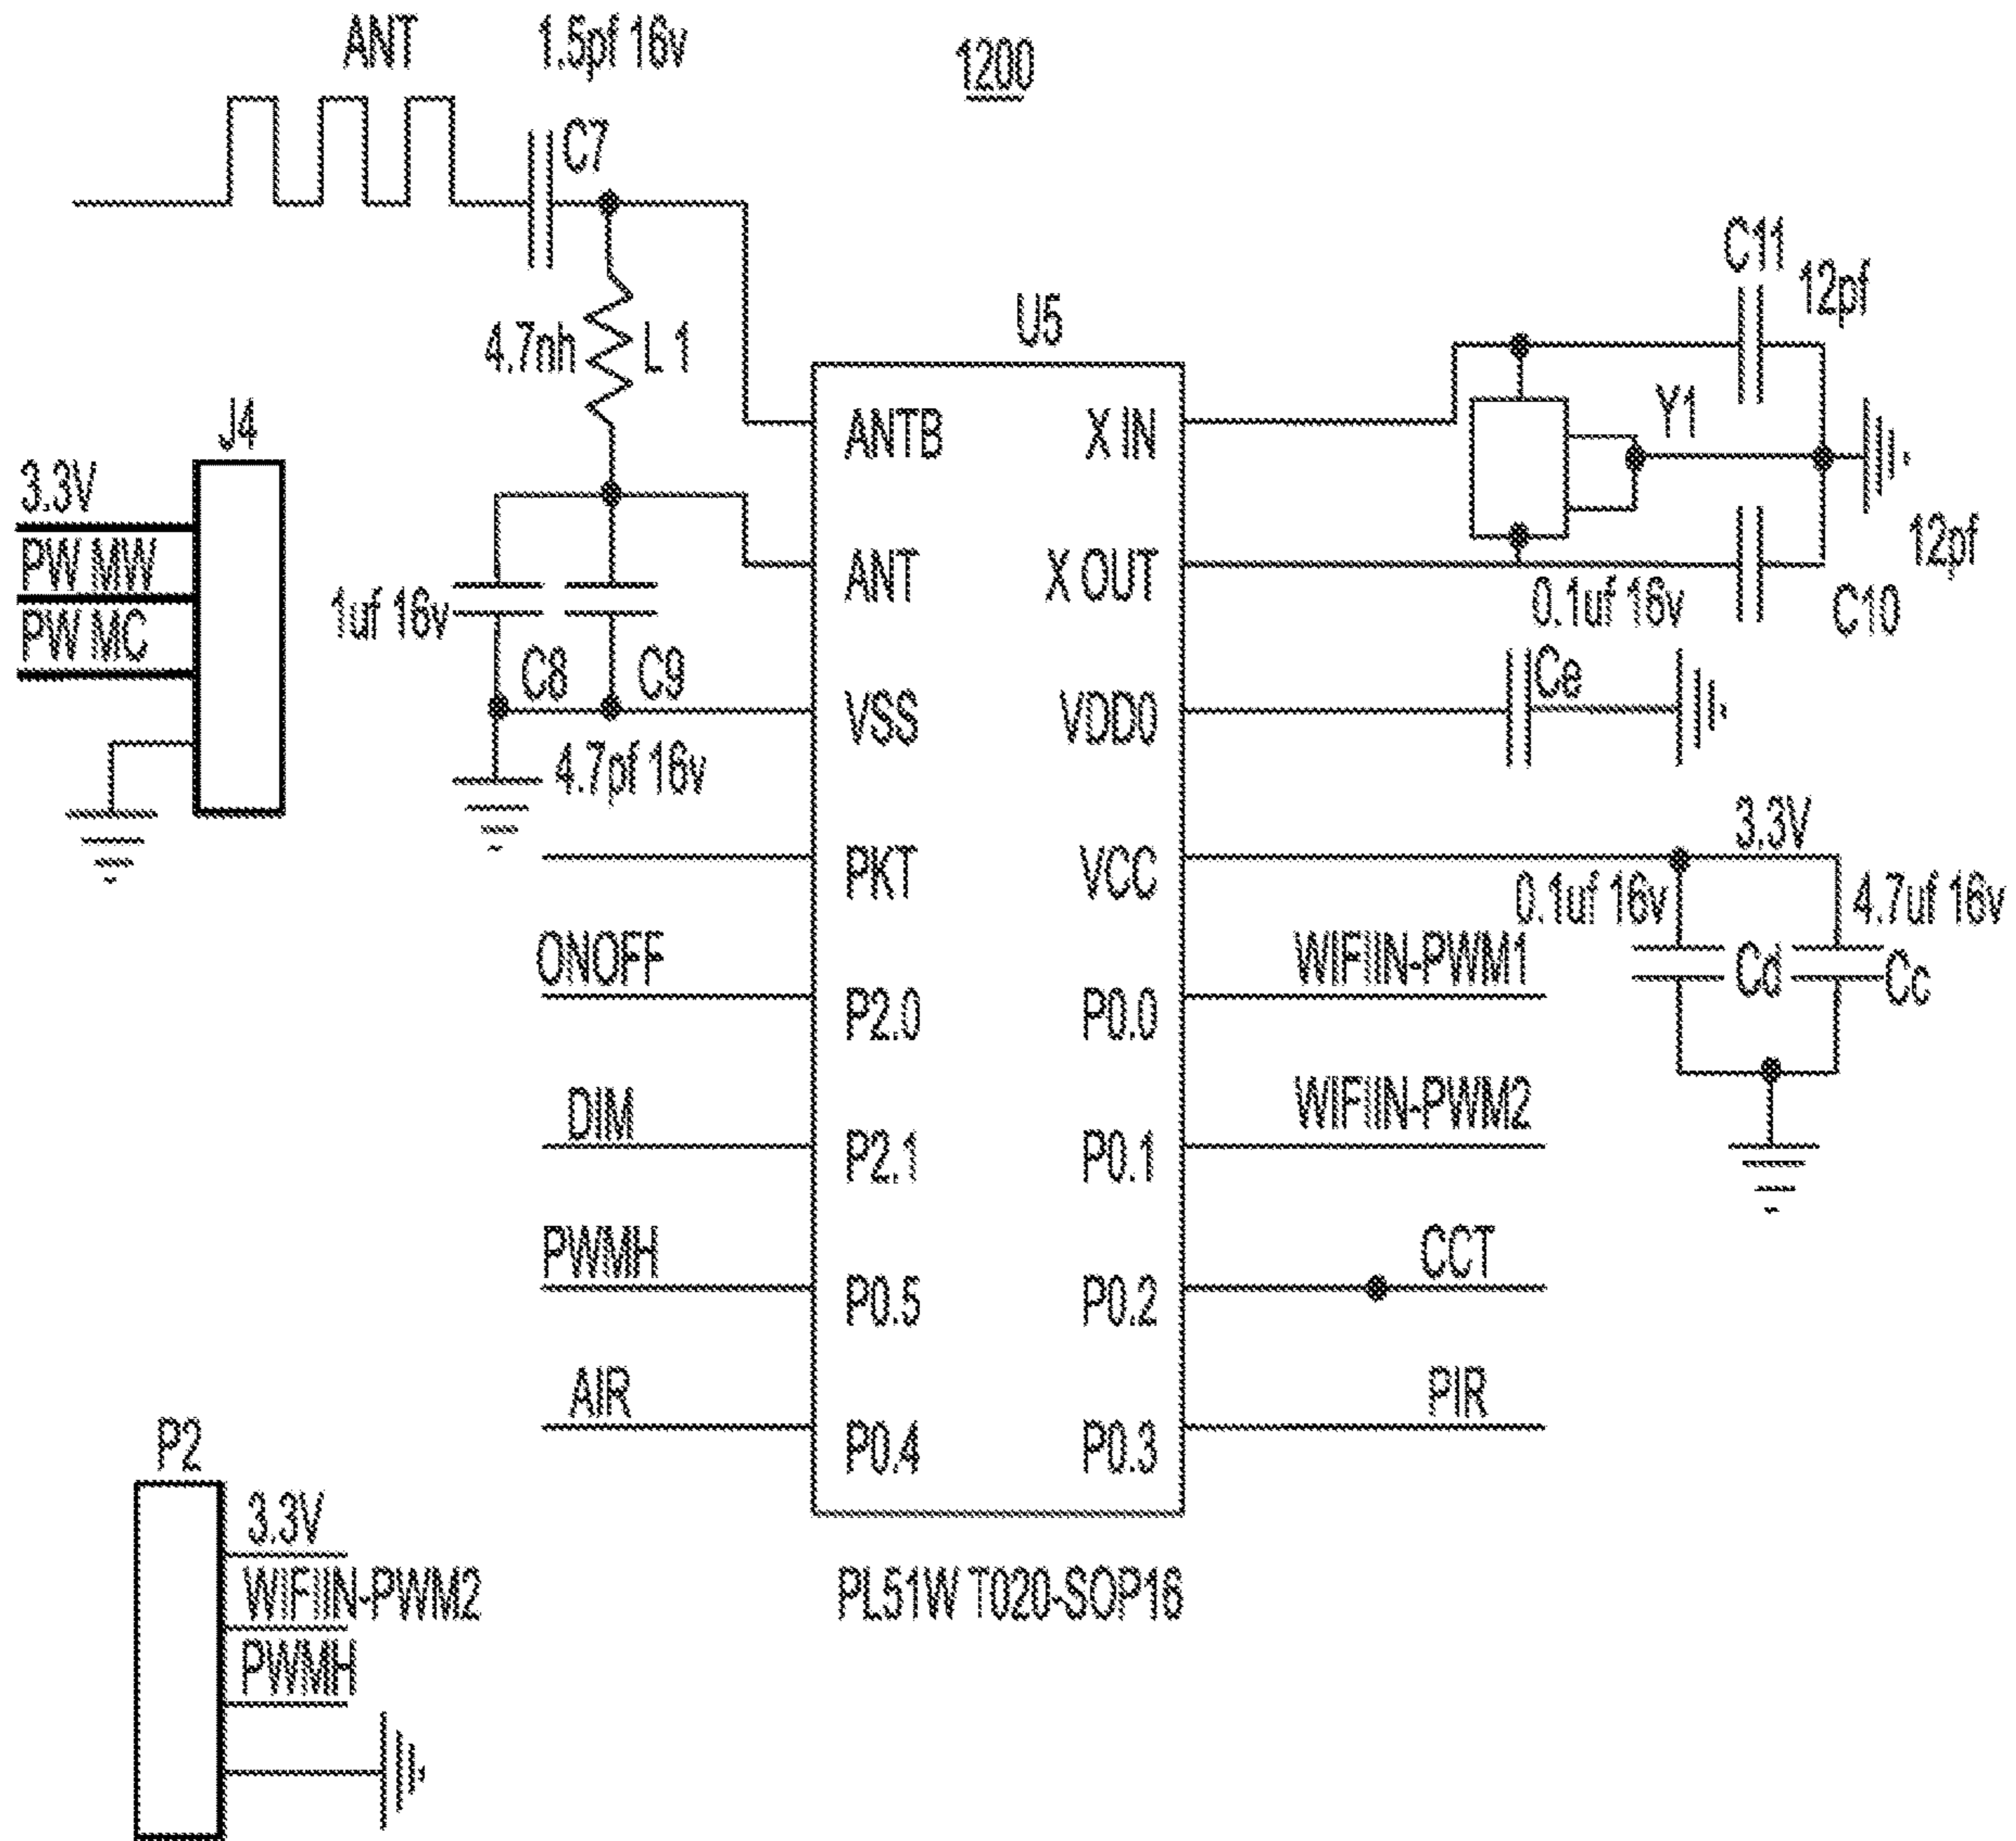 ANT
1.5pf 16v
1200
C7
4.7nh
L 1
U5
C11
12pf
Y1
12pf
C10
J4
3.3V
PW MW
PW MC
1uf 16v
C8
C9
4.7pf 16v
ANTB
X IN
ANT
X OUT
VSS
VDD0
0.1uf 16v
Ce
PKT
VCC
3.3V
0.1uf 16v
4.7uf 16v
Cd
Cc
ONOFF
P2.0
P0.0
WIFIIN-PWM1
DIM
P2.1
P0.1
WIFIIN-PWM2
PWMH
P0.5
P0.2
CCT
AIR
P0.4
P0.3
PIR
PL51W T020-SOP16
P2
3.3V
WIFIIN-PWM2
PWMH